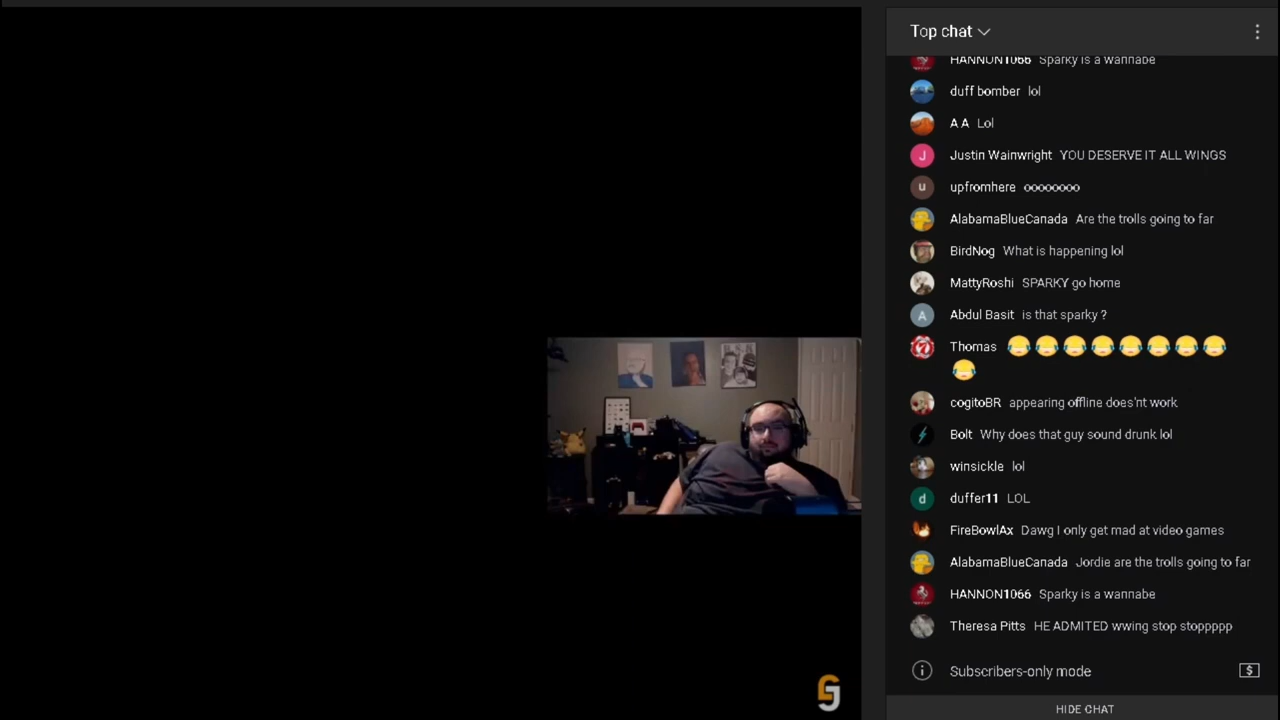 Top chat
HANNON1066 Sparky is a wannabe
duff bomber lol
A A Lol
J Justin Wainwright YOU DESERVE IT ALL WINGS
u upfromhere oooooooo
AlabamaBlueCanada Are the trolls going to far
BirdNog What is happening lol
MattyRoshi SPARKY go home
A Abdul Basit is that sparky ?
Thomas
cogitoBR appearing offline does'nt work
Bolt Why does that guy sound drunk lol
winsickle lol
d duffer11 LOL
FireBowlAx Dawg I only get mad at video games
AlabamaBlueCanada Jordie are the trolls going to far
HANNON1066 Sparky is a wannabe
Theresa Pitts HE ADMITED wwing stop stoppppp
Subscribers-only mode
HIDE CHAT